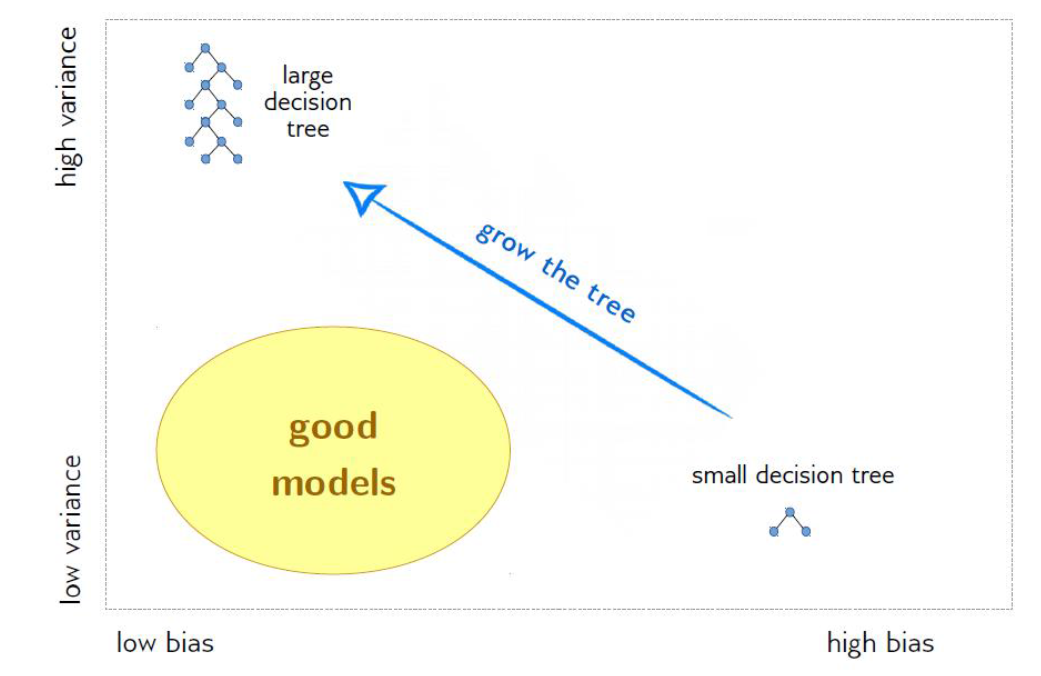 high variance
large
decision
tree
grow the tree
good
models
small decision tree
low variance
low bias
high bias